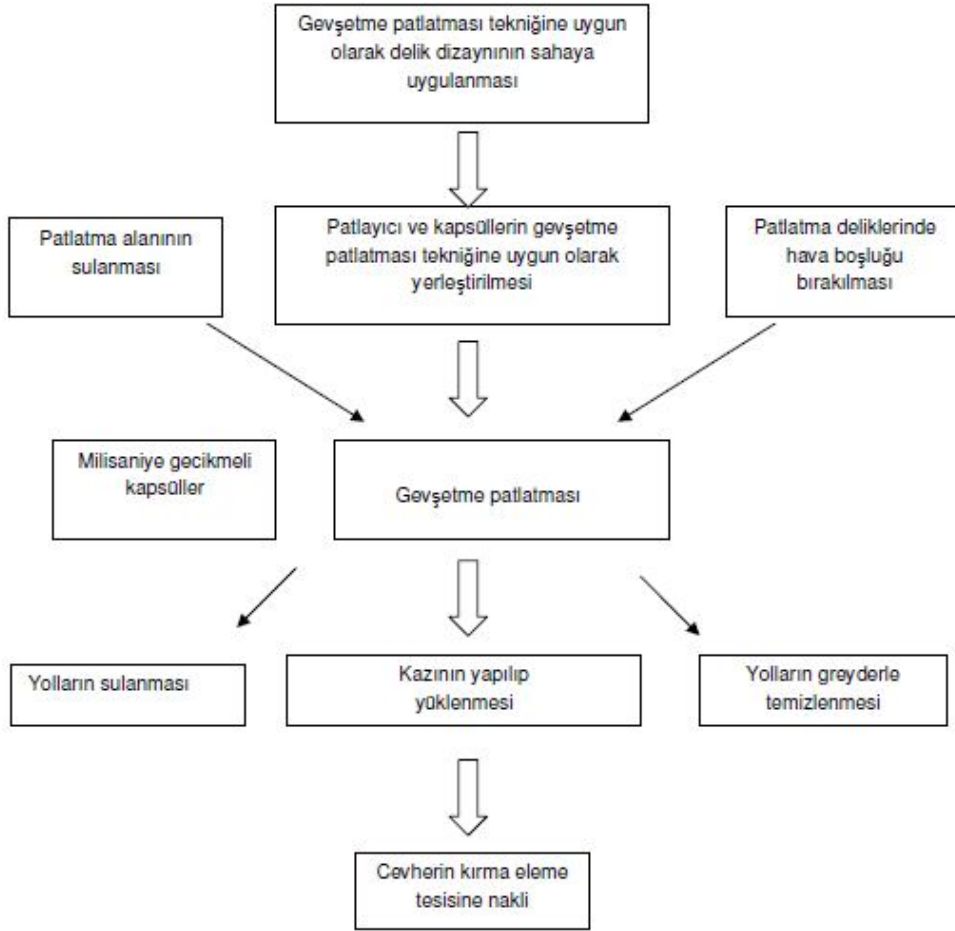 Gevşetme patlatması tekniğine uygun
olarak delik dizaynının sahaya
uygulanması
Patlatma alanının
sulanması
Patlayıcı ve kapsüllerin gevşetme
patlatması tekniğine uygun olarak
yerleştirilmesi
Patlatma deliklerinde
hava boşluğu
bırakılması
Milisaniye gecikmeli
kapsüller
Gevşetme patlatması
Yolların sulanması
Kazının yapılıp
yüklenmesi
Yolların greyderle
temizlenmesi
Cevherin kırma eleme
tesisine nakli